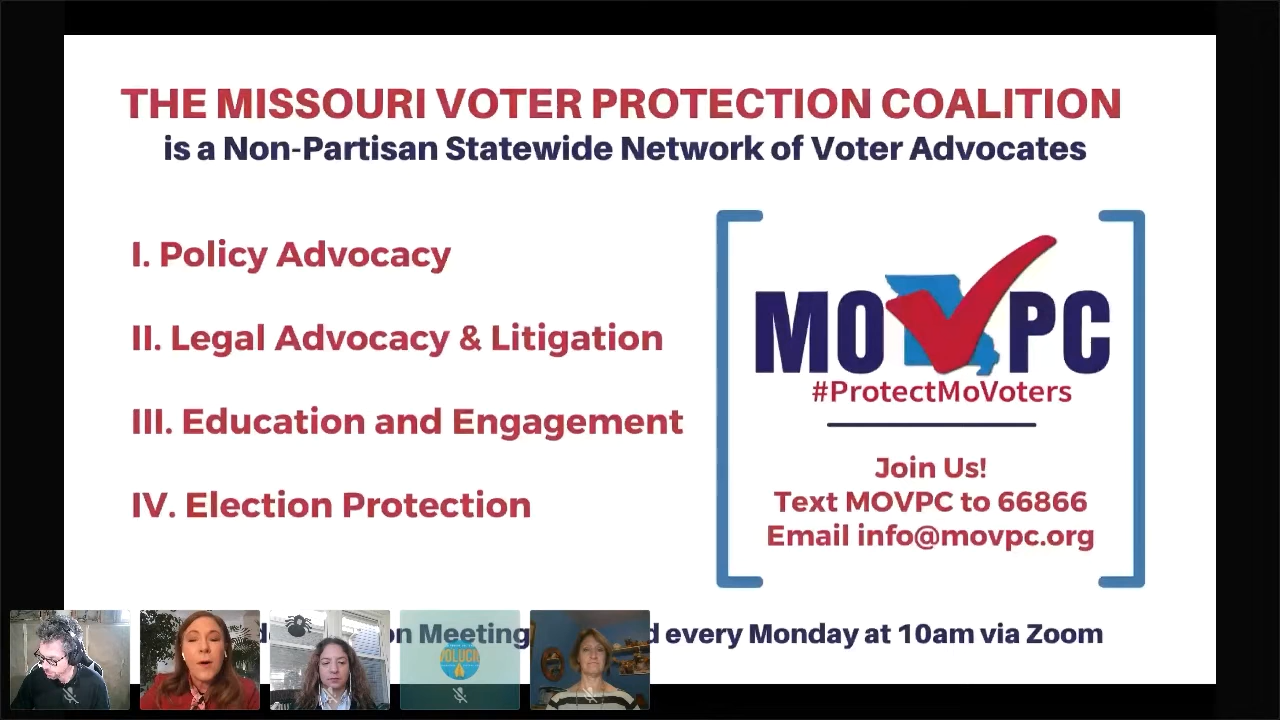 THE MISSOURI VOTER PROTECTION COALITION
is a Non-Partisan Statewide Network of Voter Advocates
I. Policy Advocacy
II. Legal Advocacy & Litigation
III. Education and Engagement
IV. Election Protection
MO PC
#ProtectMoVoters
Join Us!
Text MOVPC to 66866
Email info@movpc.org
Meeting every Monday at 10am via Zoom